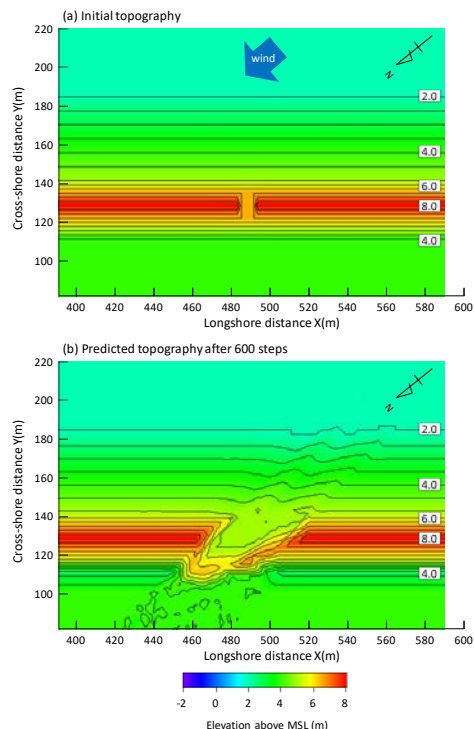 (a) Initial topography
220
200
180
160
140
120
100
Cross-shore distance Y(m)
wind
N
2.0
4.0
6.0
8.0
4.0
400 420 440 460 480 500 520 540 560 580 600
Longshore distance X(m)
(b) Predicted topography after 600 steps
220
200
180
160
140
120
100
Cross-shore distance Y(m)
N
2.0
4.0
6.0
8.0
4.0
400 420 440 460 480 500 520 540 560 580 600
Longshore distance X(m)
-2 0 2 4 6 8
Elevation above MSL (m)